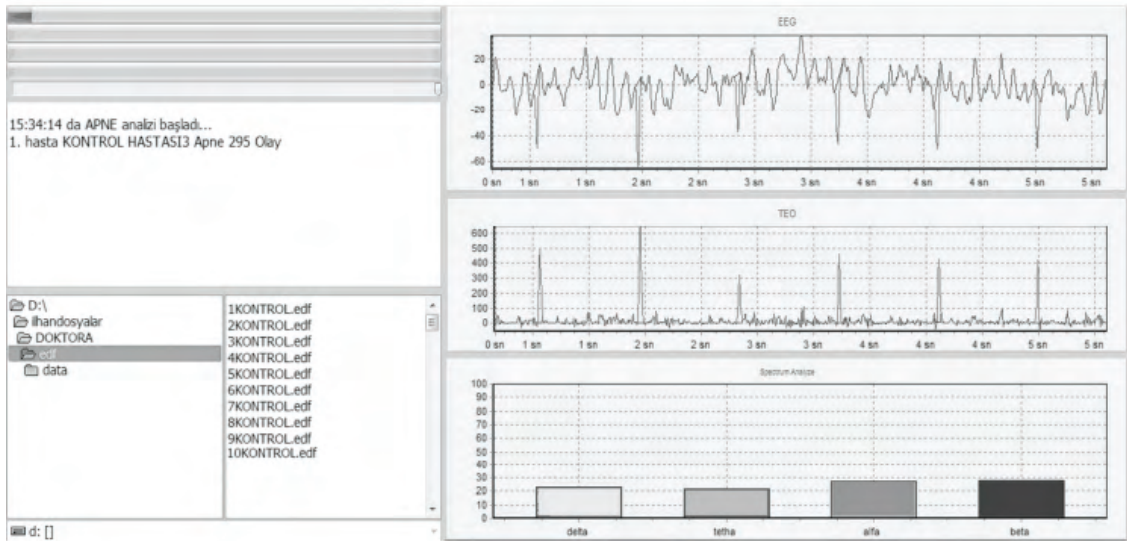 15:34:14 da APNE analizi başladı...
1. hasta KONTROL HASTASI3 Apne 295 Olay
D:\
ilhandosyalar
DOKTORA
edf
data
1KONTROL.edf
2KONTROL.edf
3KONTROL.edf
4KONTROL.edf
5KONTROL.edf
6KONTROL.edf
7KONTROL.edf
8KONTROL.edf
9KONTROL.edf
10KONTROL.edf
d: []
EEG
20
0
-20
-40
-60
0 sn 1 sn 1 sn 2 sn 2 sn 3 sn 3 sn 4 sn 4 sn 4 sn 5 sn 5 sn
TEO
600
500
400
300
200
100
0
0 sn 1 sn 1 sn 2 sn 2 sn 3 sn 3 sn 4 sn 4 sn 4 sn 5 sn 5 sn
Spectrum Analyze
100
90
80
70
60
50
40
30
20
10
0
delta tetha alfa beta